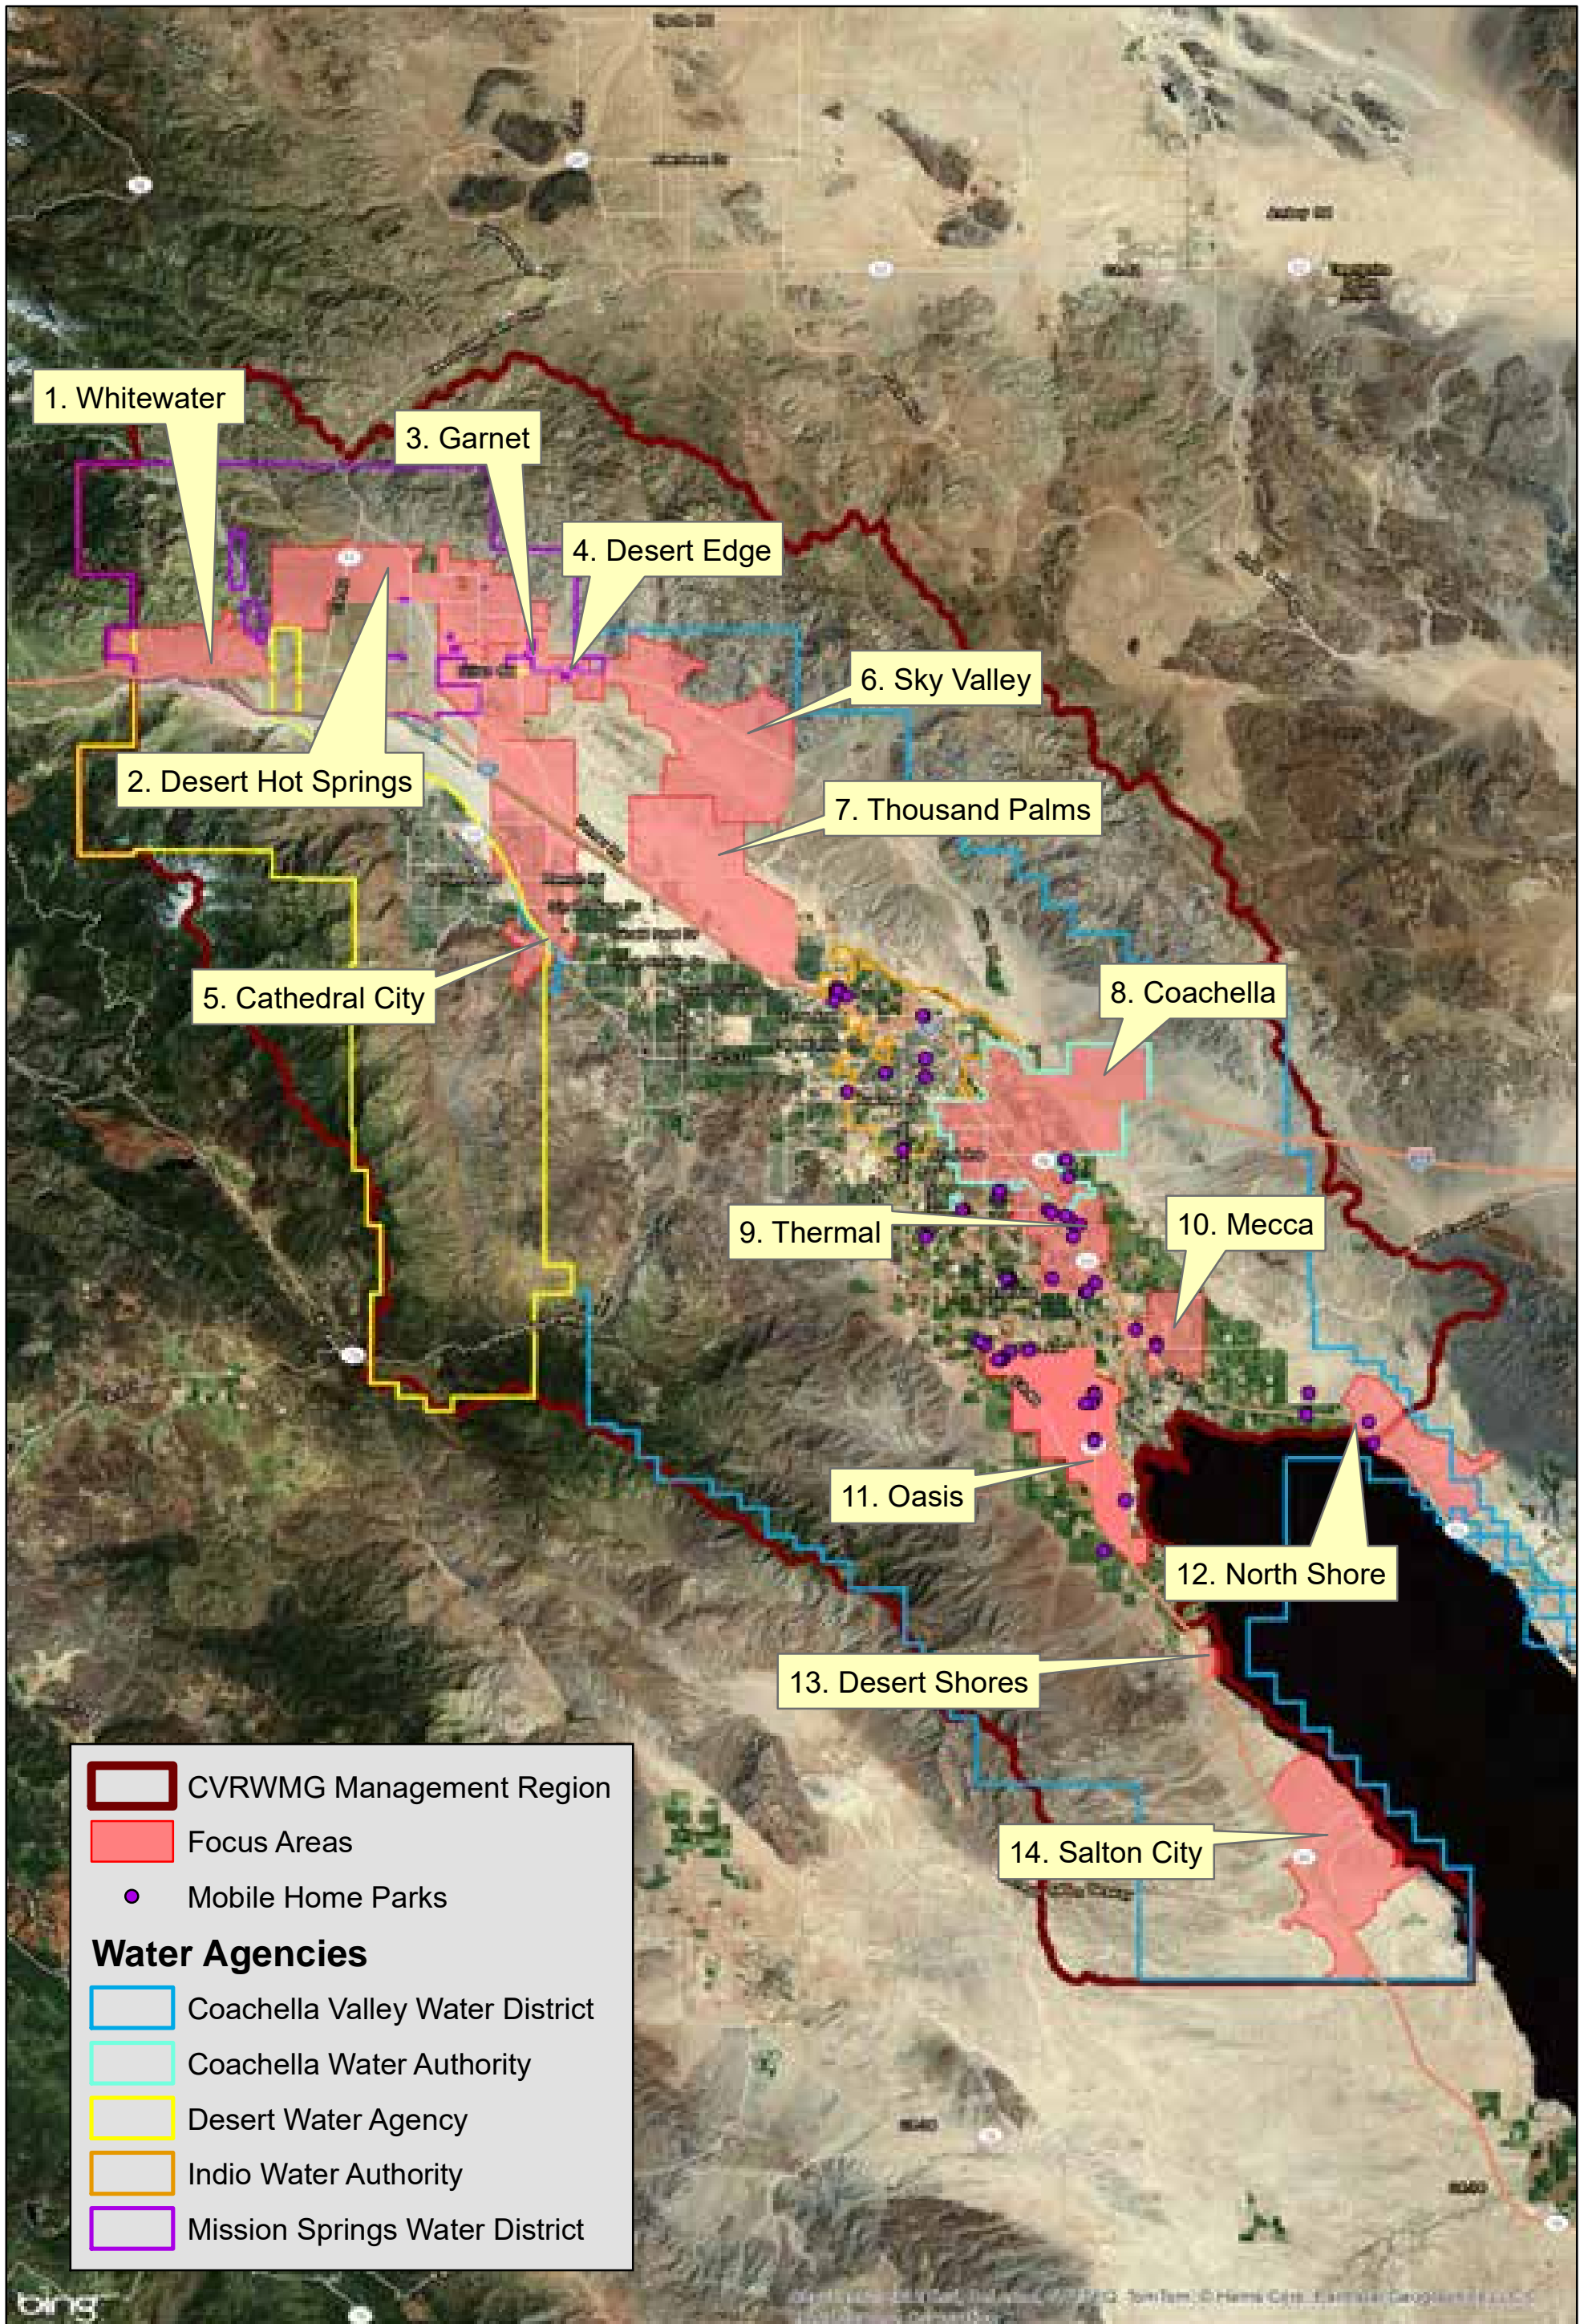 1. Whitewater
3. Garnet
4. Desert Edge
6. Sky Valley
2. Desert Hot Springs
7. Thousand Palms
5. Cathedral City
8. Coachella
9. Thermal
10. Mecca
11. Oasis
12. North Shore
13. Desert Shores
14. Salton City
CVRWMG Management Region
Focus Areas
Mobile Home Parks
Water Agencies
Coachella Valley Water District
Coachella Water Authority
Desert Water Agency
Indio Water Authority
Mission Springs Water District
bing